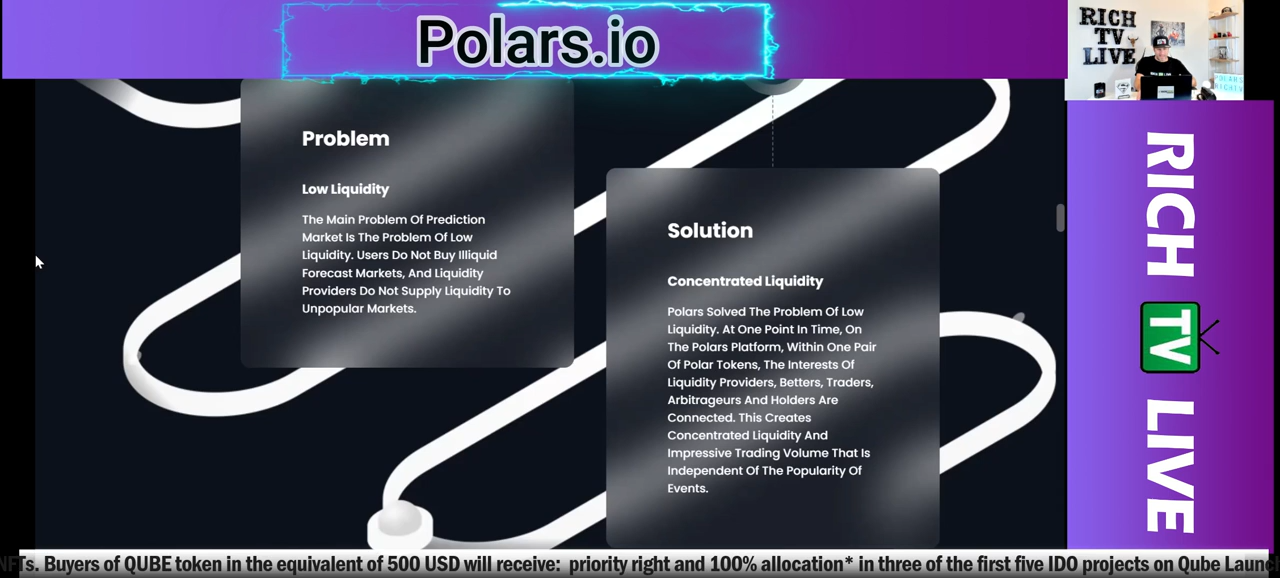 Polars.io
RICH
TV
LIVE
Problem
Low Liquidity
The Main Problem Of Prediction
Market Is The Problem Of Low
Liquidity. Users Do Not Buy Illiquid
Forecast Markets, And Liquidity
Providers Do Not Supply Liquidity To
Unpopular Markets.
Solution
Concentrated Liquidity
Polars Solved The Problem Of Low
Liquidity. At One Point In Time, On
The Polars Platform, Within One Pair
Of Polar Tokens, The Interests Of
Liquidity Providers, Betters, Traders,
Arbitrageurs And Holders Are
Connected. This Creates
Concentrated Liquidity And
Impressive Trading Volume That Is
Independent Of The Popularity Of
Events.
RICH TV LIVE
NFTs. Buyers of QUBE token in the equivalent of 500 USD will receive: priority right and 100% allocation* in three of the first five IDO projects on Qube Launc